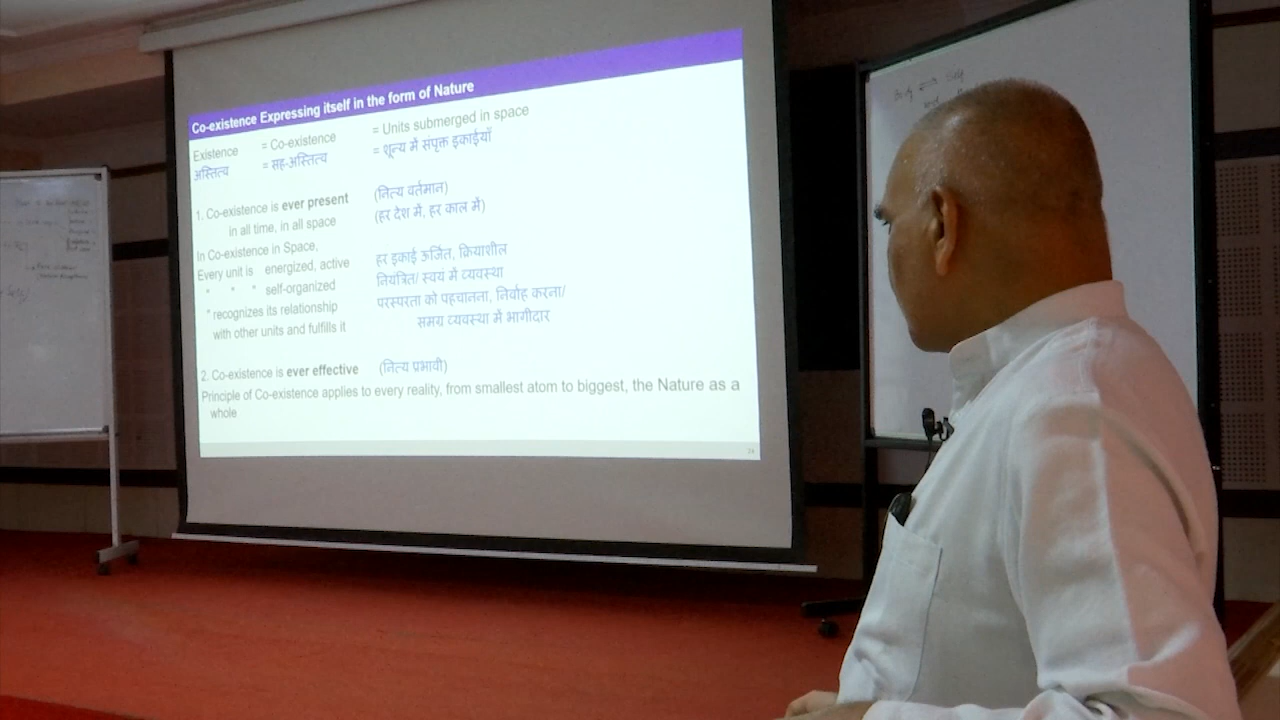 Co-existence Expressing itself in the form of Nature
Existence = Co-existence = Units submerged in space
अस्तित्व = सह-अस्तित्व = शून्य में संपृक्त इकाईयाँ
1. Co-existence is ever present (नित्य वर्तमान)
in all time, in all space (हर देश में, हर काल में)
In Co-existence in Space,
Every unit is energized, active हर इकाई ऊर्जित, क्रियाशील
" " " self-organized नियंत्रित/ स्वयं में व्यवस्था
" recognizes its relationship परस्परता को पहचानना, निर्वाह करना/
with other units and fulfills it समग्र व्यवस्था में भागीदार
2. Co-existence is ever effective (नित्य प्रभावी)
Principle of Co-existence applies to every reality, from smallest atom to biggest, the Nature as a
whole
Body ⇌ Self